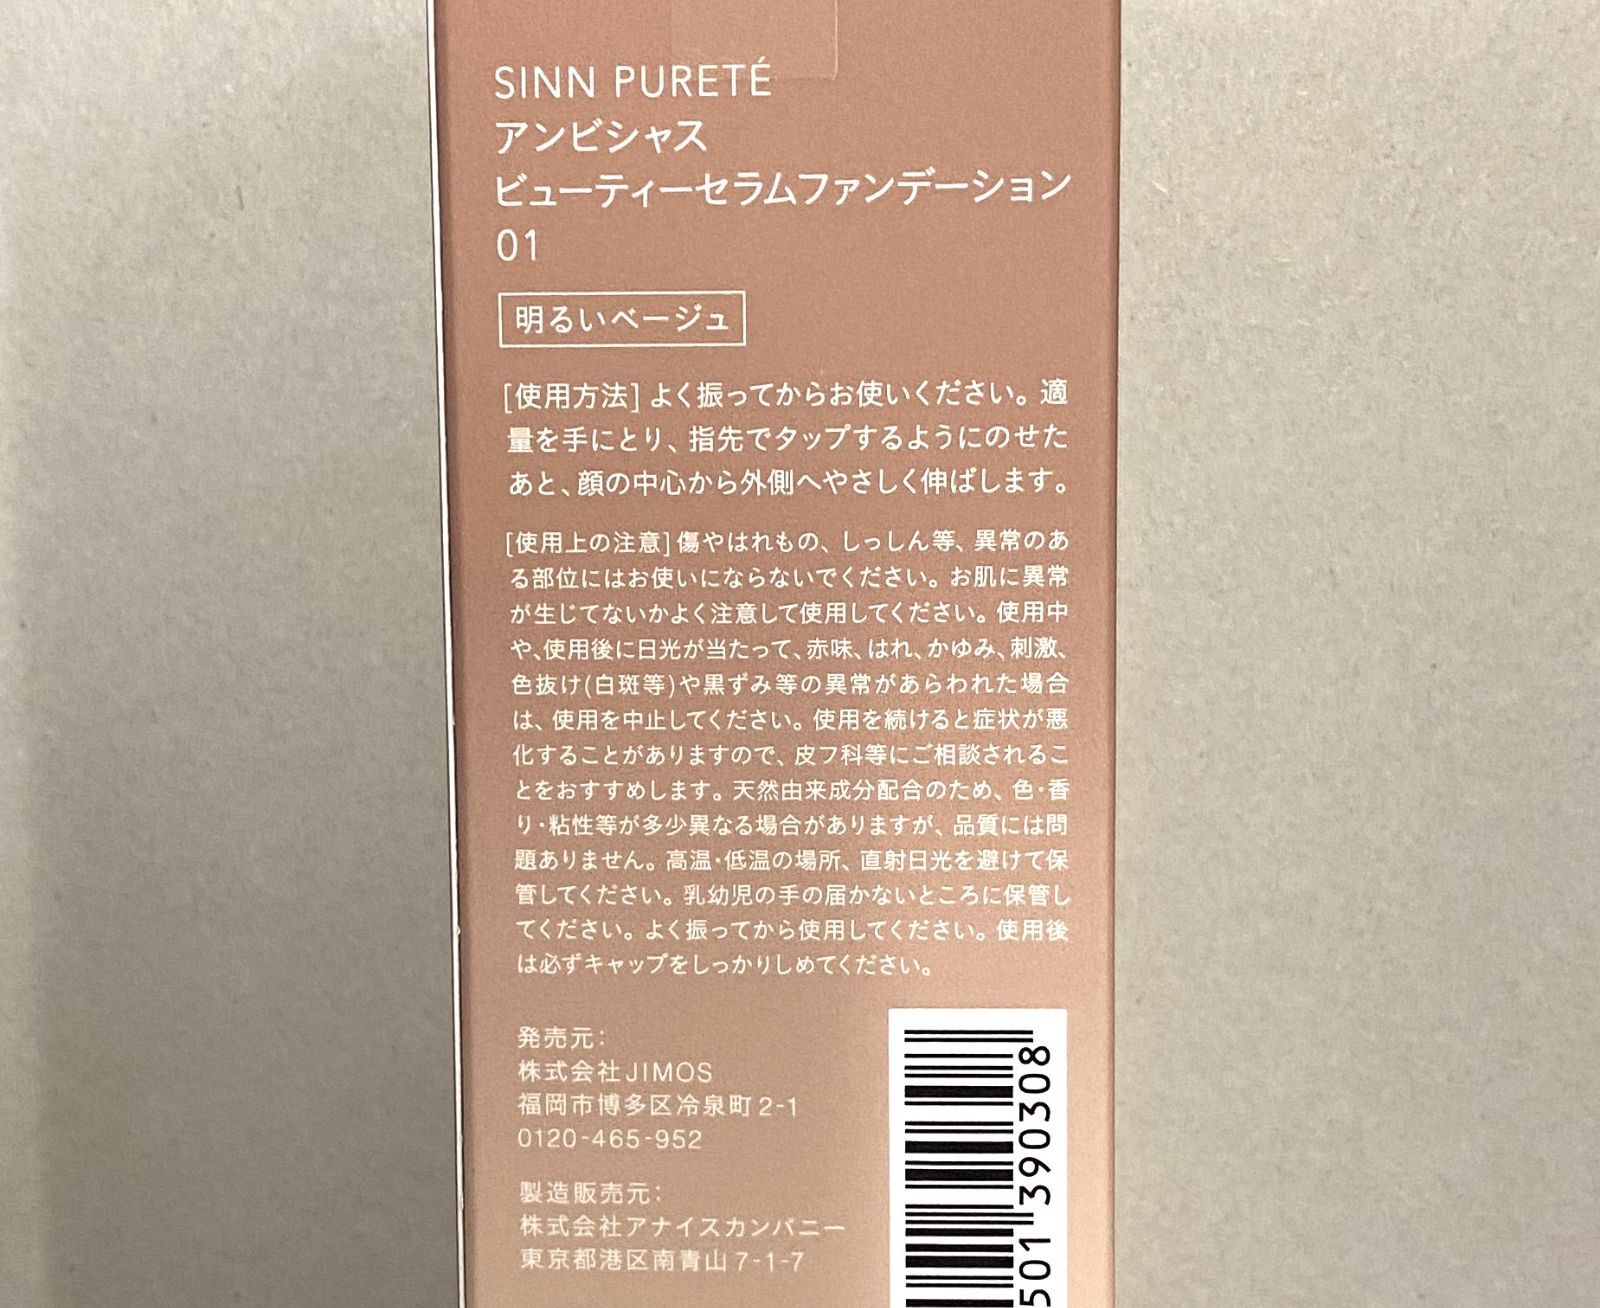 SINN PURETÉ
アンビシャス
ビューティーセラムファンデーション
01
明るいベージュ
[使用方法] よく振ってからお使いください。適
量を手にとり、指先でタップするようにのせた
あと、顔の中心から外側へやさしく伸ばします。
[使用上の注意] 傷やはれもの、しっしん等、異常のあ
る部位にはお使いにならないでください。お肌に異常
が生じてないかよく注意して使用してください。使用中
や、使用後に日光が当たって、赤味、はれ、かゆみ、刺激、
色抜け(白斑等)や黒ずみ等の異常があらわれた場合
は、使用を中止してください。使用を続けると症状が悪
化することがありますので、皮フ科等にご相談されるこ
とをおすすめします。天然由来成分配合のため、色・香
り・粘性等が多少異なる場合がありますが、品質には問
題ありません。高温・低温の場所、直射日光を避けて保
管してください。乳幼児の手の届かないところに保管し
てください。よく振ってから使用してください。使用後
は必ずキャップをしっかりしめてください。
発売元：
株式会社JIMOS
福岡市博多区冷泉町2-1
0120-465-952
製造販売元：
株式会社アナイスカンパニー
東京都港区南青山7-1-7
501 390308